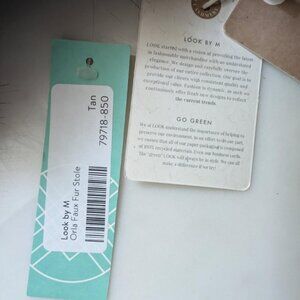 LOOK BY M
LOOK started with a vision of providing the latest
in fashionable merchandise with an understated
elegance. We design and carefully oversee the
production of our entire collection. Our goal is to
provide our clients with consistent quality and
exceptional value. Fashion is dynamic, as such we
continuously offer fresh new designs to reflect
the current trends.
GO GREEN
We at LOOK understand the importance of helping to
preserve our environment. In an effort to do our part,
we ensure that all of our paper packaging is composed
of recycled materials. Even our business cards.
The "green" LOOK will always be in style. We can all
make a difference if we try!
Look by M
Orla Faux Fur Stole
Tan
79718-850